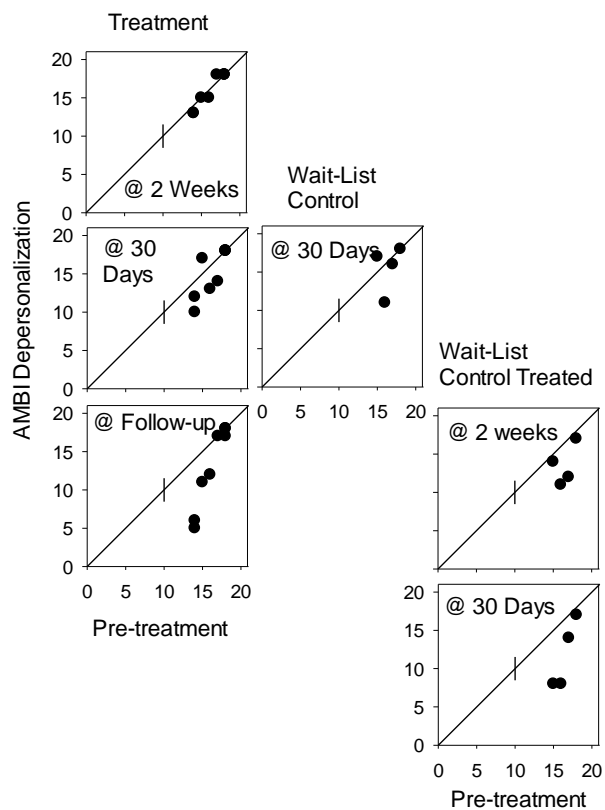 Treatment
20
15
10
5
0
@ 2 Weeks
Wait-List
Control
AMBI Depersonalization
20
15
10
5
0
@ 30
Days
@ 30 Days
Wait-List
Control Treated
20
15
10
5
0
@ Follow-up
@ 2 weeks
0 5 10 15 20
Pre-treatment
20
15
10
5
0
@ 30 Days
0 5 10 15 20
Pre-treatment
0 5 10 15 20
0 5 10 15 20